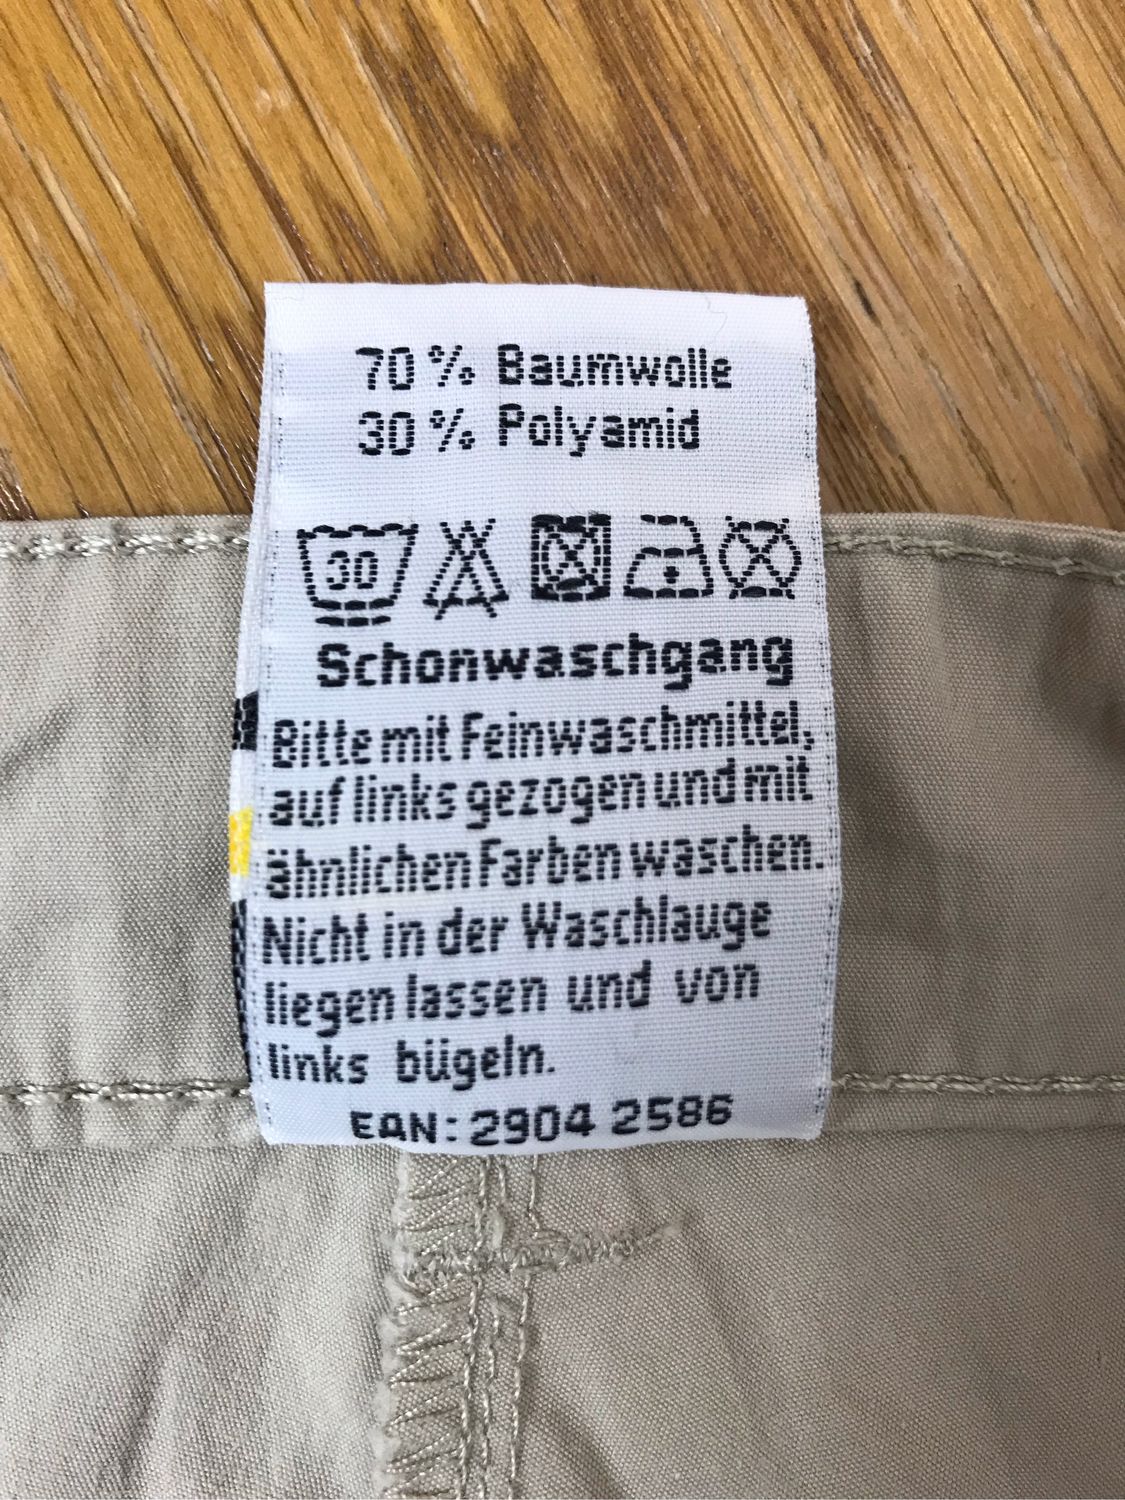 70 % Baumwolle
30 % Polyamid
30
Schonwaschgang
Bitte mit Feinwaschmittel,
auf links gezogen und mit
ähnlichen Farben waschen.
Nicht in der Waschlauge
liegen lassen und von
links bügeln.
EAN: 2904 2586